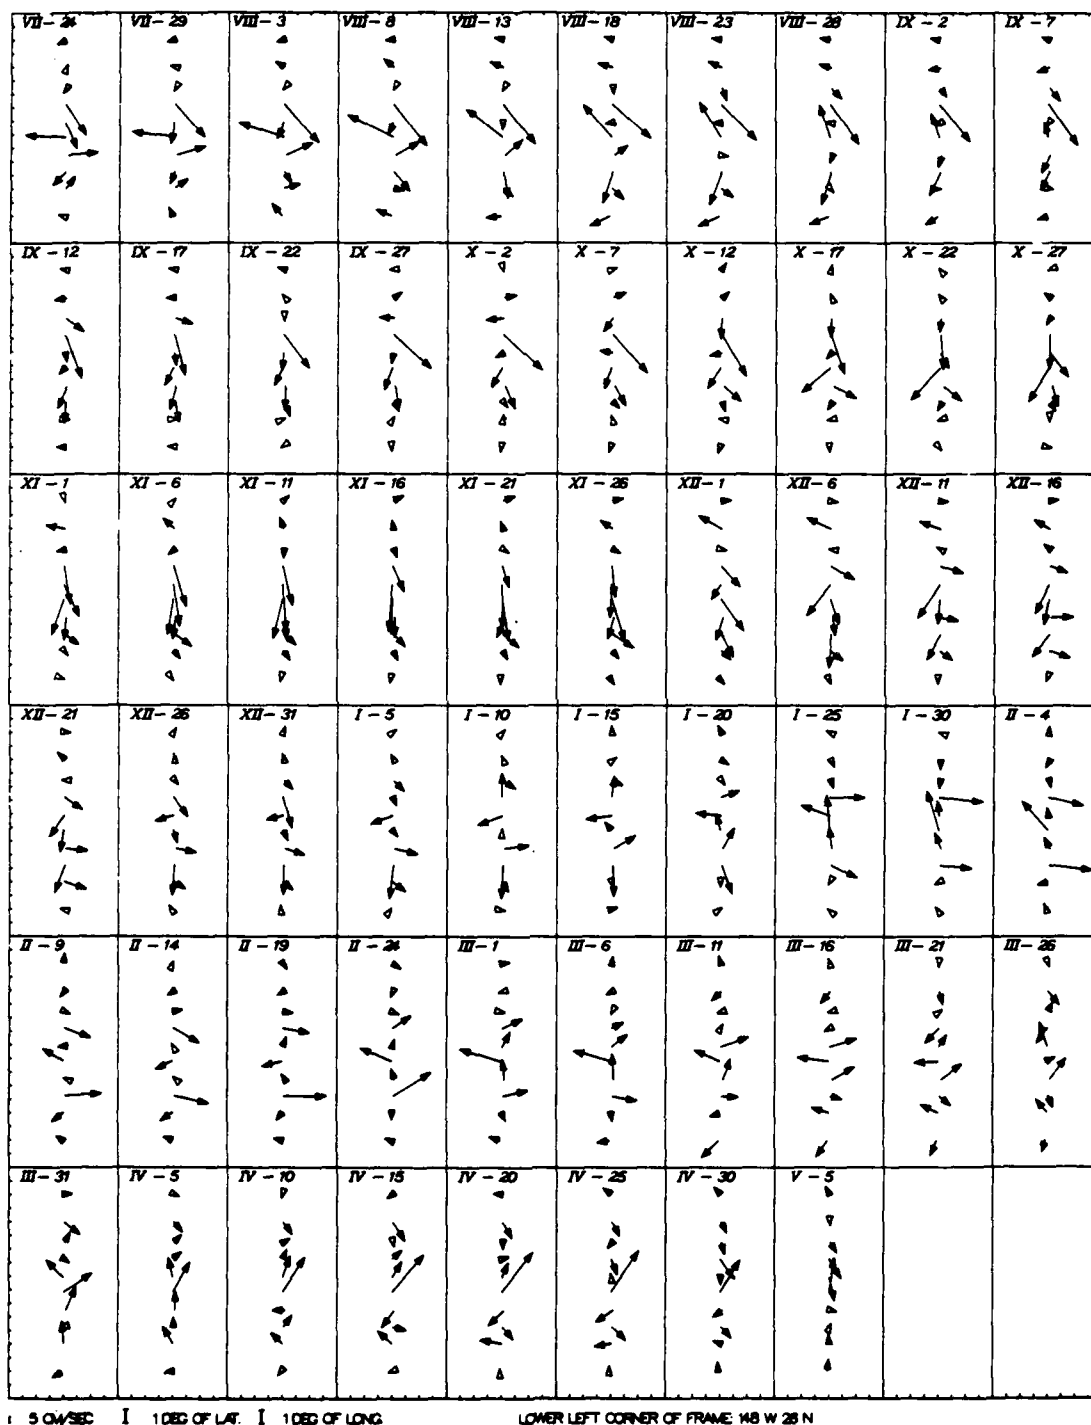 VII - 24 VII - 29 VIII - 3 VIII - 8 VIII - 13 VIII - 18 VIII - 23 VIII - 28 IX - 2 IX - 7
IX - 12 IX - 17 IX - 22 IX - 27 X - 2 X - 7 X - 12 X - 17 X - 22 X - 27
XI - 1 XI - 6 XI - 11 XI - 16 XI - 21 XI - 26 XII - 1 XII - 6 XII - 11 XII - 16
XII - 21 XII - 26 XII - 31 I - 5 I - 10 I - 15 I - 20 I - 25 I - 30 II - 4
II - 9 II - 14 II - 19 II - 24 III - 1 III - 6 III - 11 III - 16 III - 21 III - 26
III - 31 IV - 5 IV - 10 IV - 15 IV - 20 IV - 25 IV - 30 V - 5
5 CM/SEC I 1 DEG OF LAT. I 1 DEG OF LONG. LOWER LEFT CORNER OF FRAME 148 W 28 N